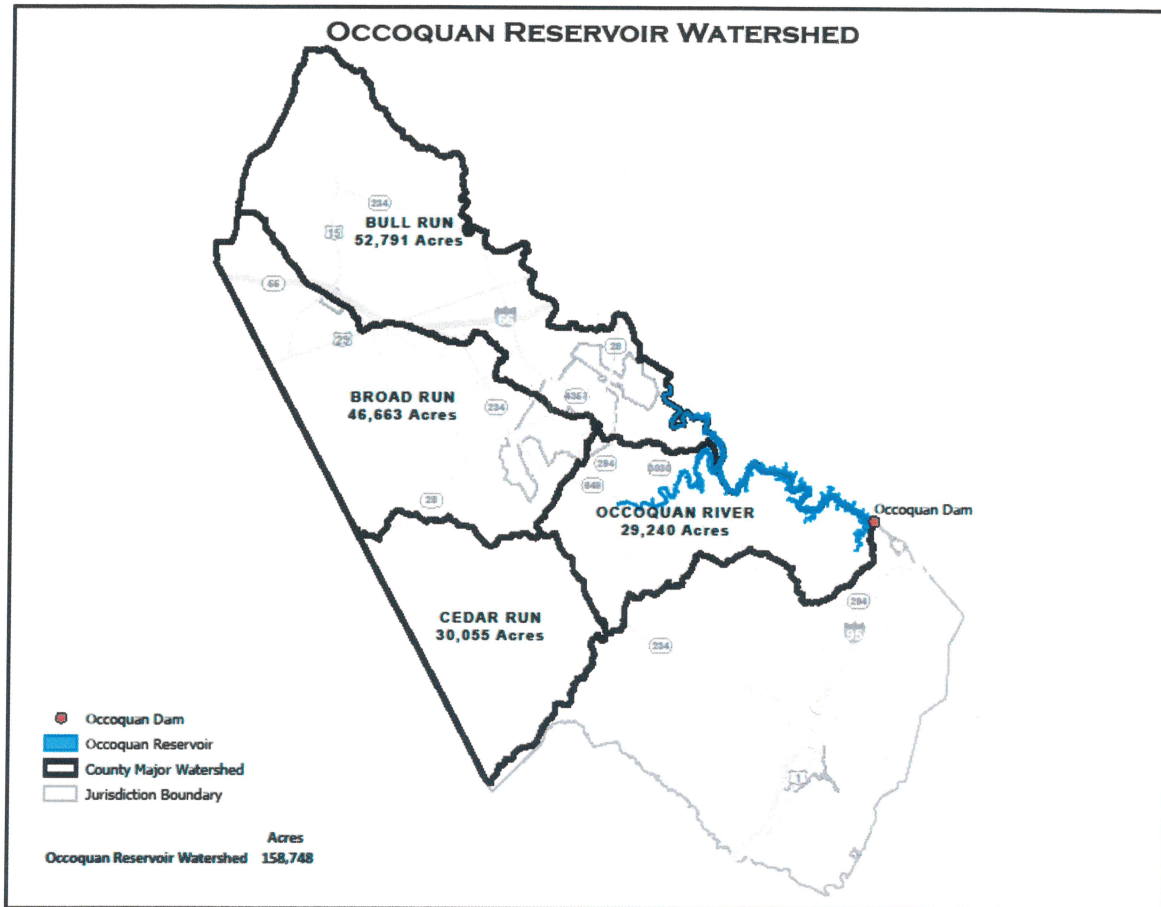 OCCOQUAN RESERVOIR WATERSHED
234
BULL RUN
52,791 Acres
15
66
66
29
28
BROAD RUN
46,663 Acres
234
294
649
28
OCCOQUAN RIVER
29,240 Acres
Occoquan Dam
CEDAR RUN
30,055 Acres
294
95
234
1
Occoquan Dam
Occoquan Reservoir
County Major Watershed
Jurisdiction Boundary
Acres
Occoquan Reservoir Watershed 158,748